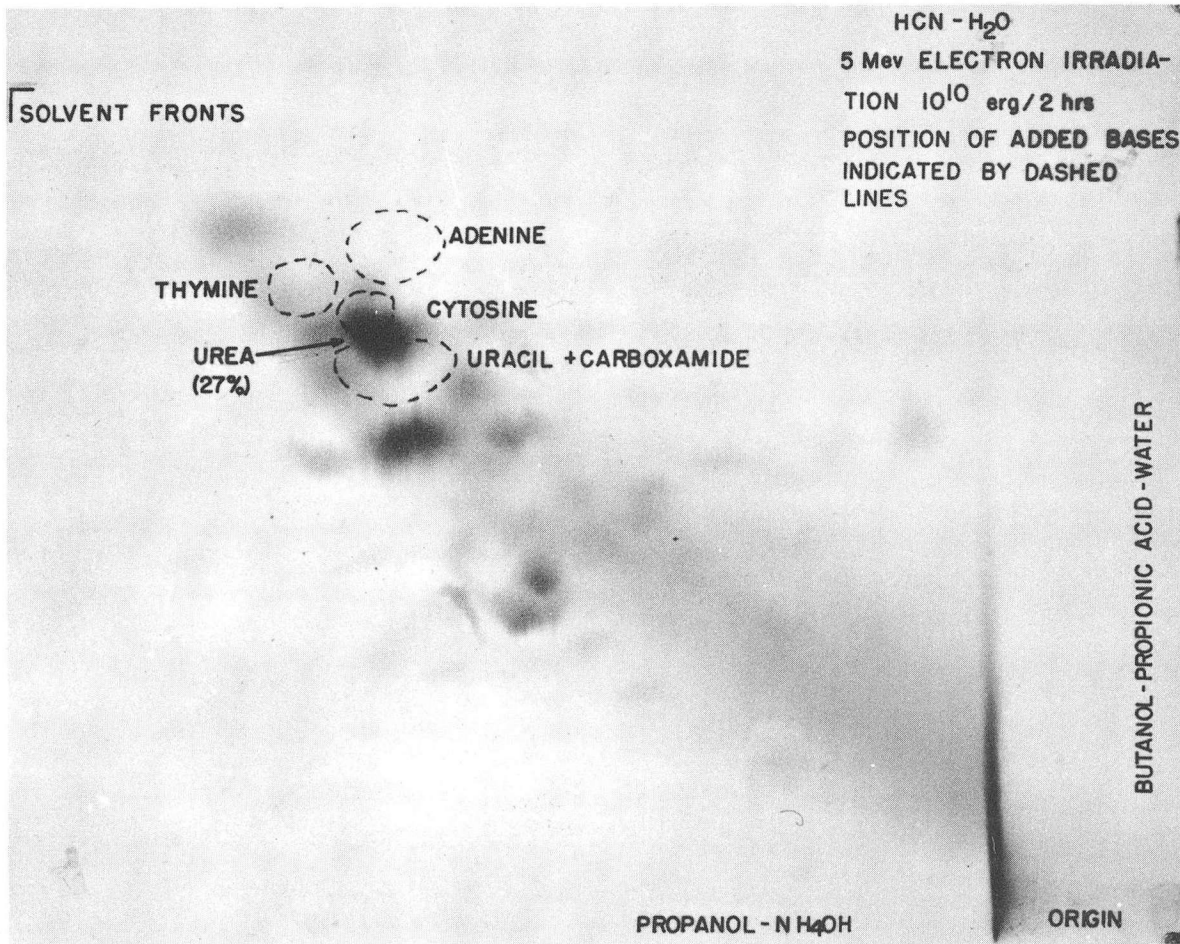 HCN - H₂O
5 Mev ELECTRON IRRADIA-
TION 10¹⁰ erg/2 hrs
POSITION OF ADDED BASES
INDICATED BY DASHED
LINES
SOLVENT FRONTS
ADENINE
THYMINE
CYTOSINE
UREA
(27%)
URACIL + CARBOXAMIDE
BUTANOL-PROPIONIC ACID-WATER
PROPANOL - NH₄OH
ORIGIN